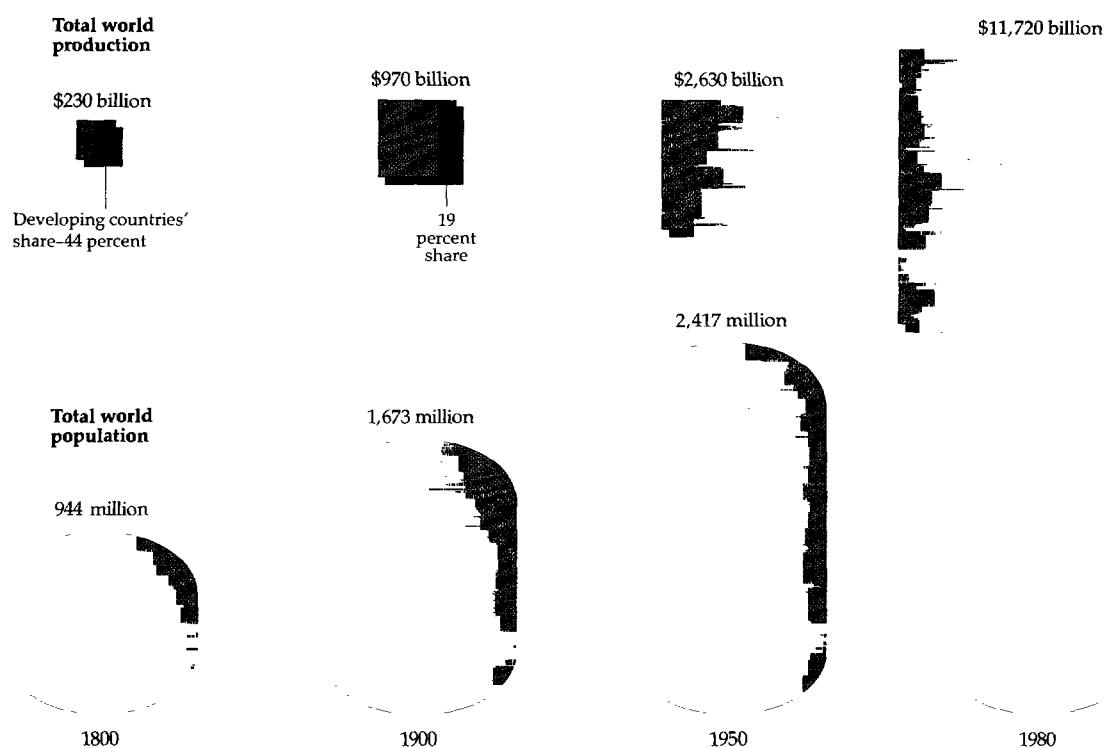 Total world
production
$230 billion
$970 billion
$2,630 billion
$11,720 billion
Developing countries'
share–44 percent
19
percent
share
Total world
population
944 million
1,673 million
2,417 million
1800
1900
1950
1980